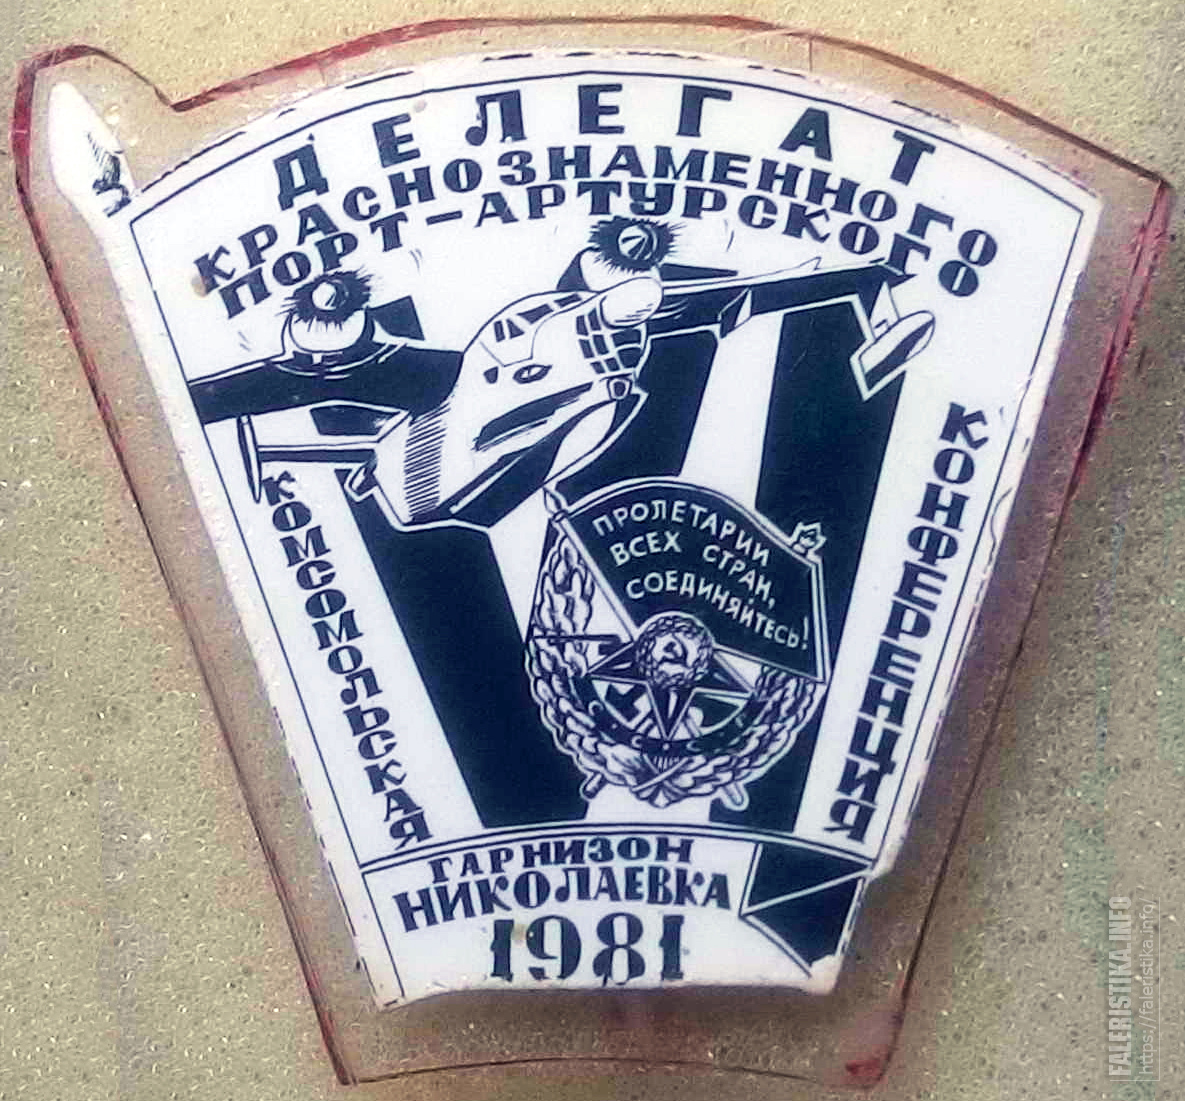 ДЕЛЕГАТ
КРАСНОЗНАМЕННОГО
ПОРТ-АРТУРСКОГО
КОМСОМОЛЬСКАЯ
КОНФЕРЕНЦИЯ
ПРОЛЕТАРИИ
ВСЕХ СТРАН,
СОЕДИНЯЙТЕСЬ!
ГАРНИЗОН
НИКОЛАЕВКА
1981
FALERISTIKA.INFO
https://faleristika.info/